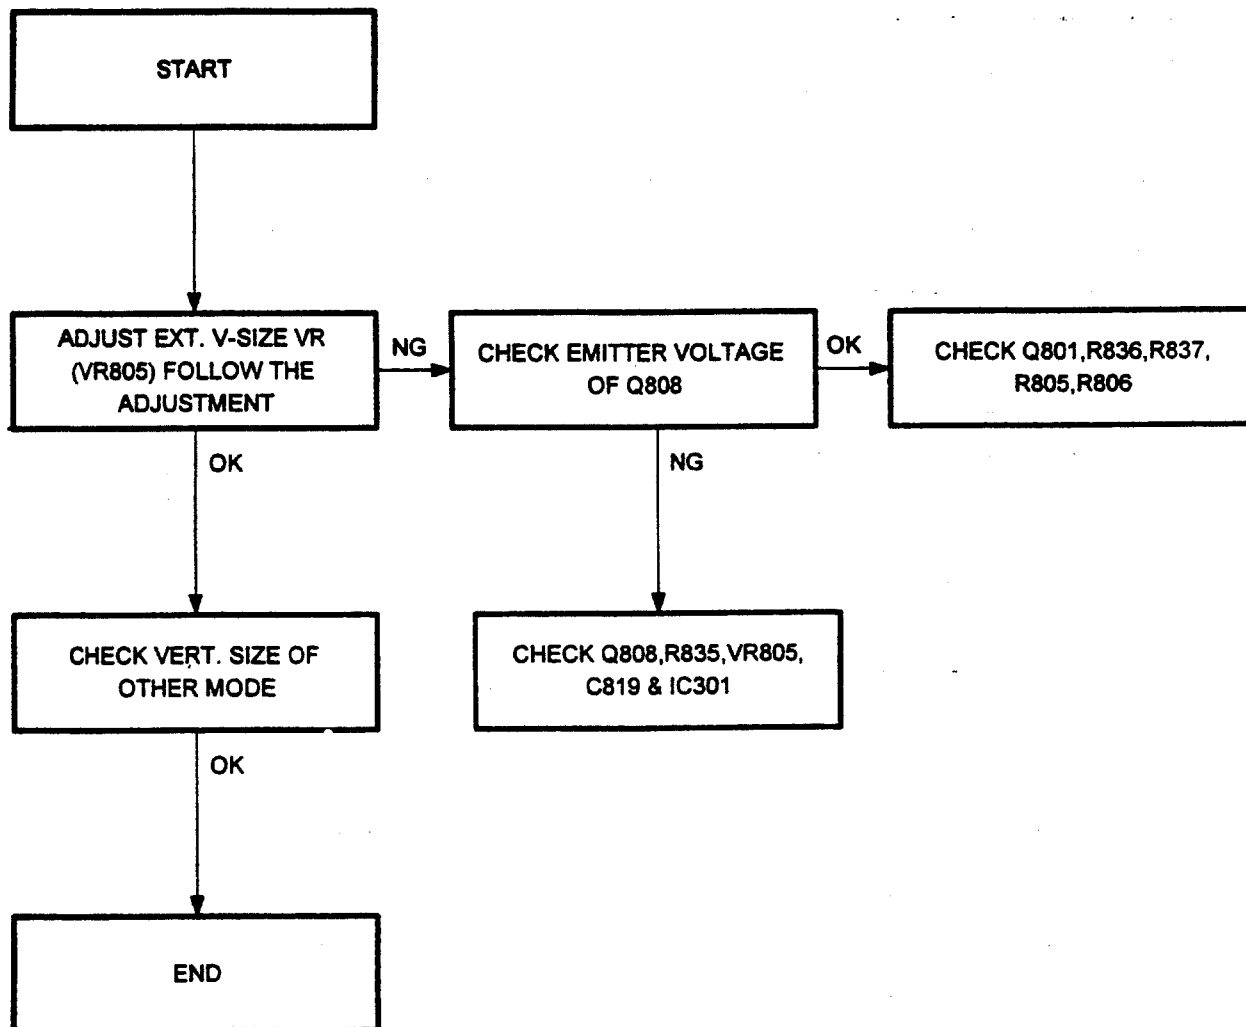 START
ADJUST EXT. V-SIZE VR
(VR805) FOLLOW THE
ADJUSTMENT
NG
CHECK EMITTER VOLTAGE
OF Q808
OK
CHECK Q801,R836,R837,
R805,R806
OK
NG
CHECK VERT. SIZE OF
OTHER MODE
CHECK Q808,R835,VR805,
C819 & IC301
OK
END